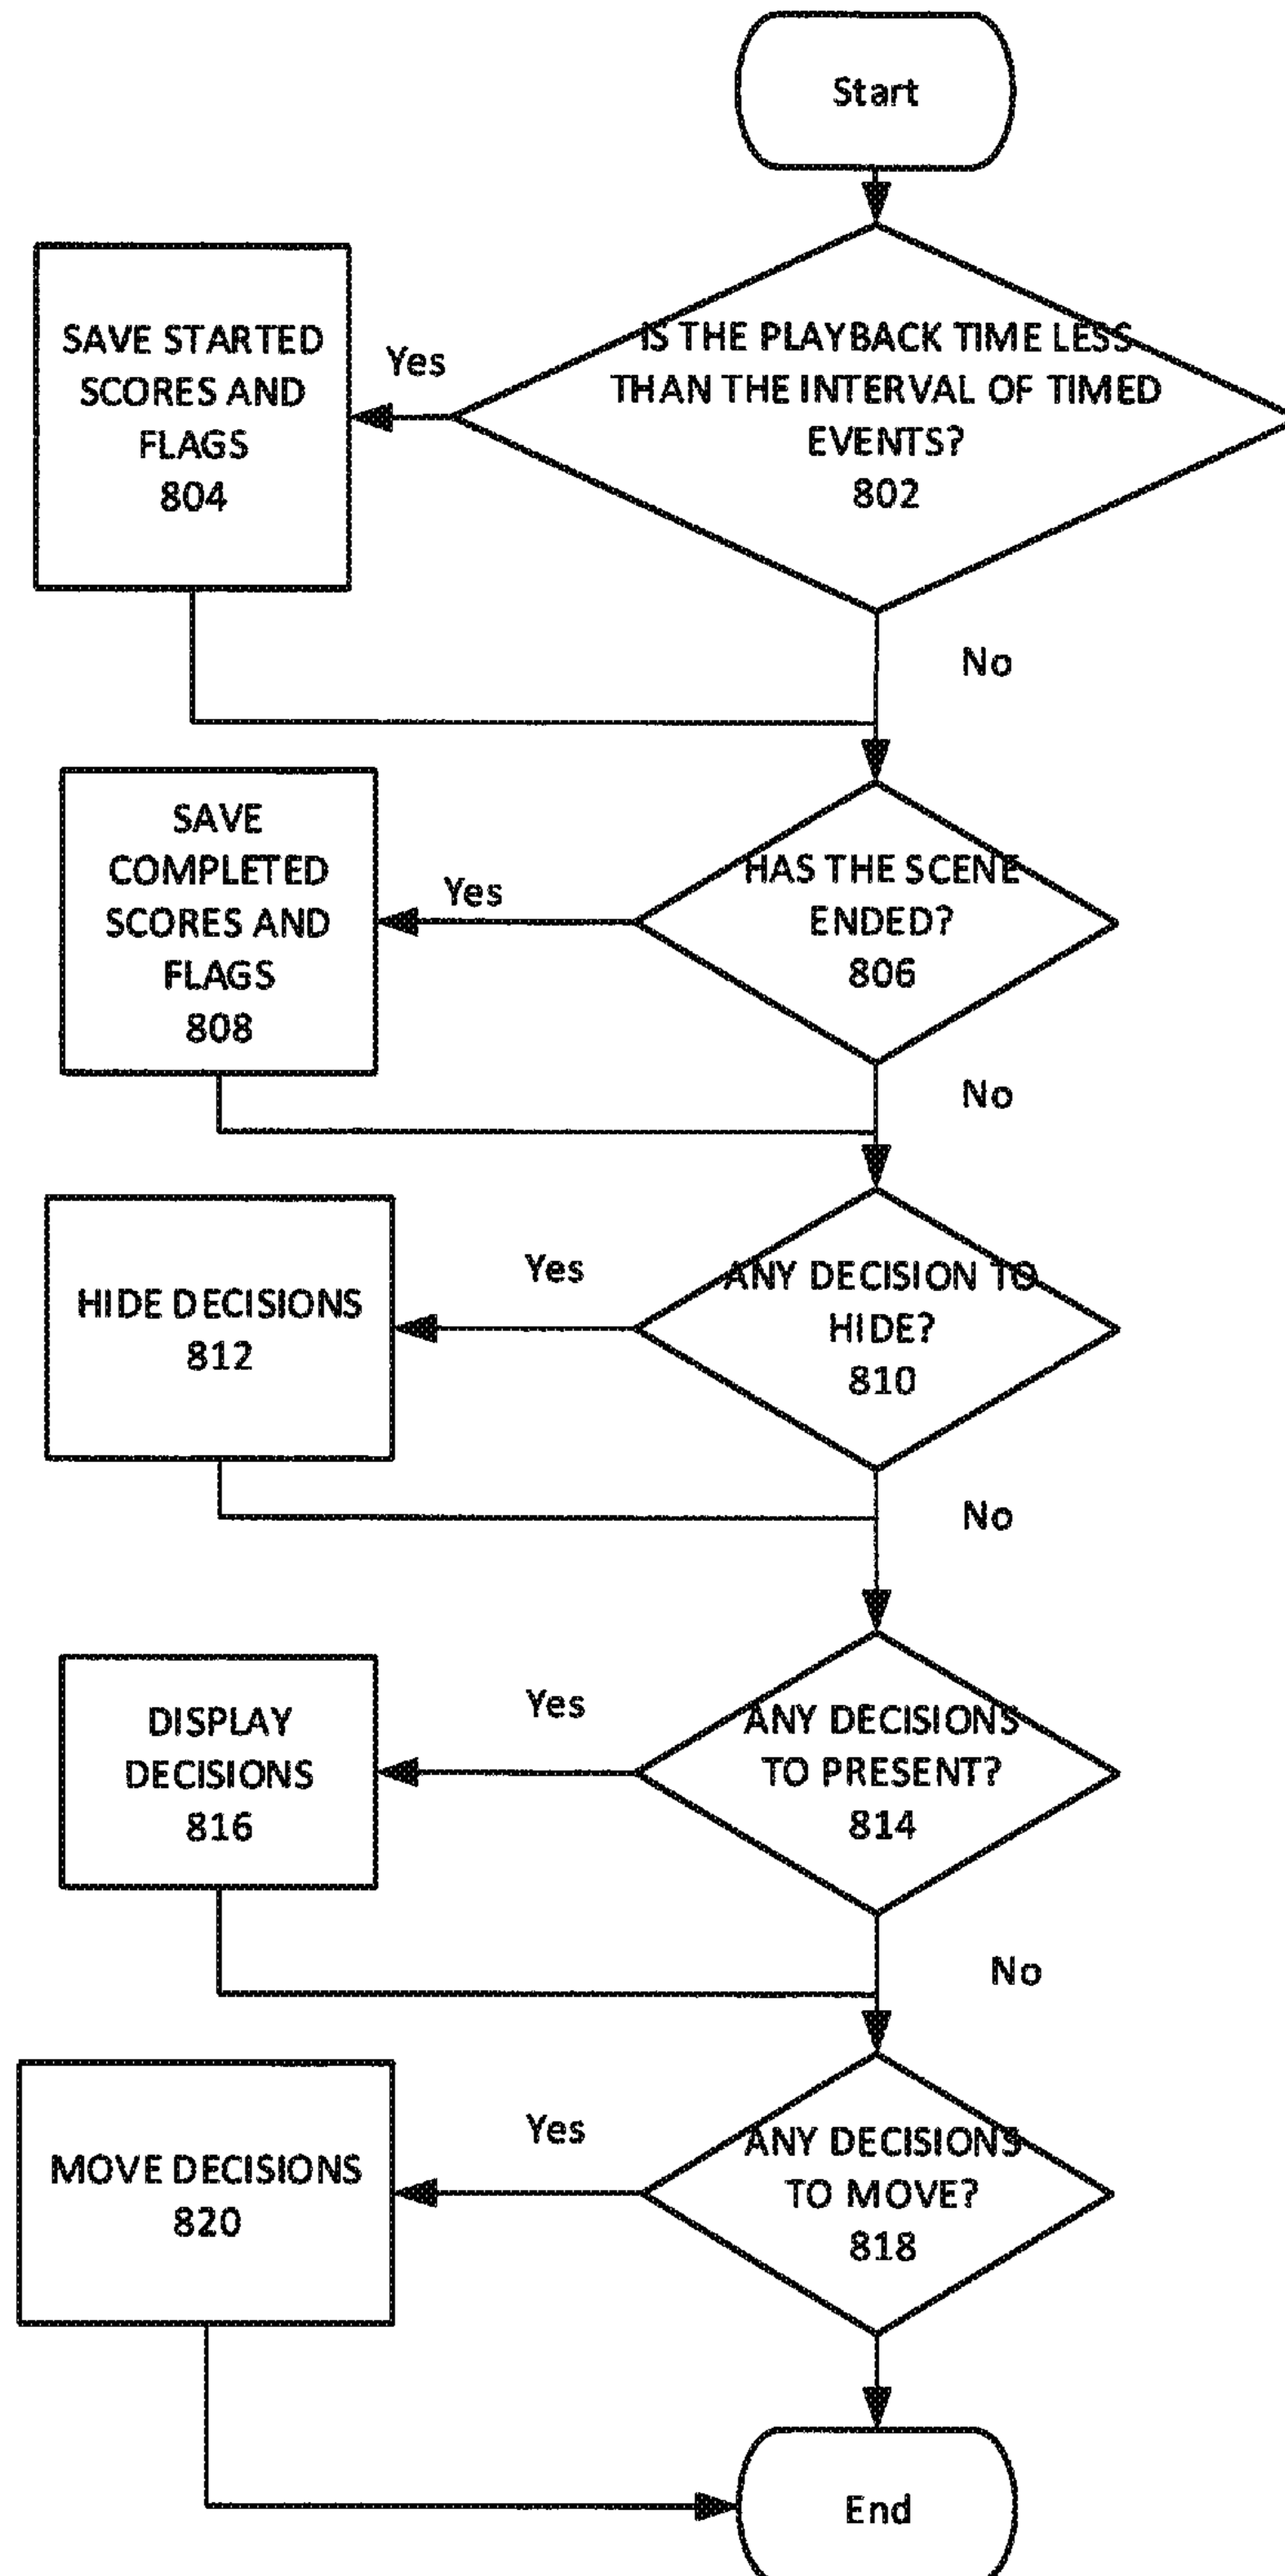 Start
IS THE PLAYBACK TIME LESS
THAN THE INTERVAL OF TIMED
EVENTS?
802
Yes
SAVE STARTED
SCORES AND
FLAGS
804
No
HAS THE SCENE
ENDED?
806
Yes
SAVE
COMPLETED
SCORES AND
FLAGS
808
No
ANY DECISION TO
HIDE?
810
Yes
HIDE DECISIONS
812
No
ANY DECISIONS
TO PRESENT?
814
Yes
DISPLAY
DECISIONS
816
No
ANY DECISIONS
TO MOVE?
818
Yes
MOVE DECISIONS
820
End